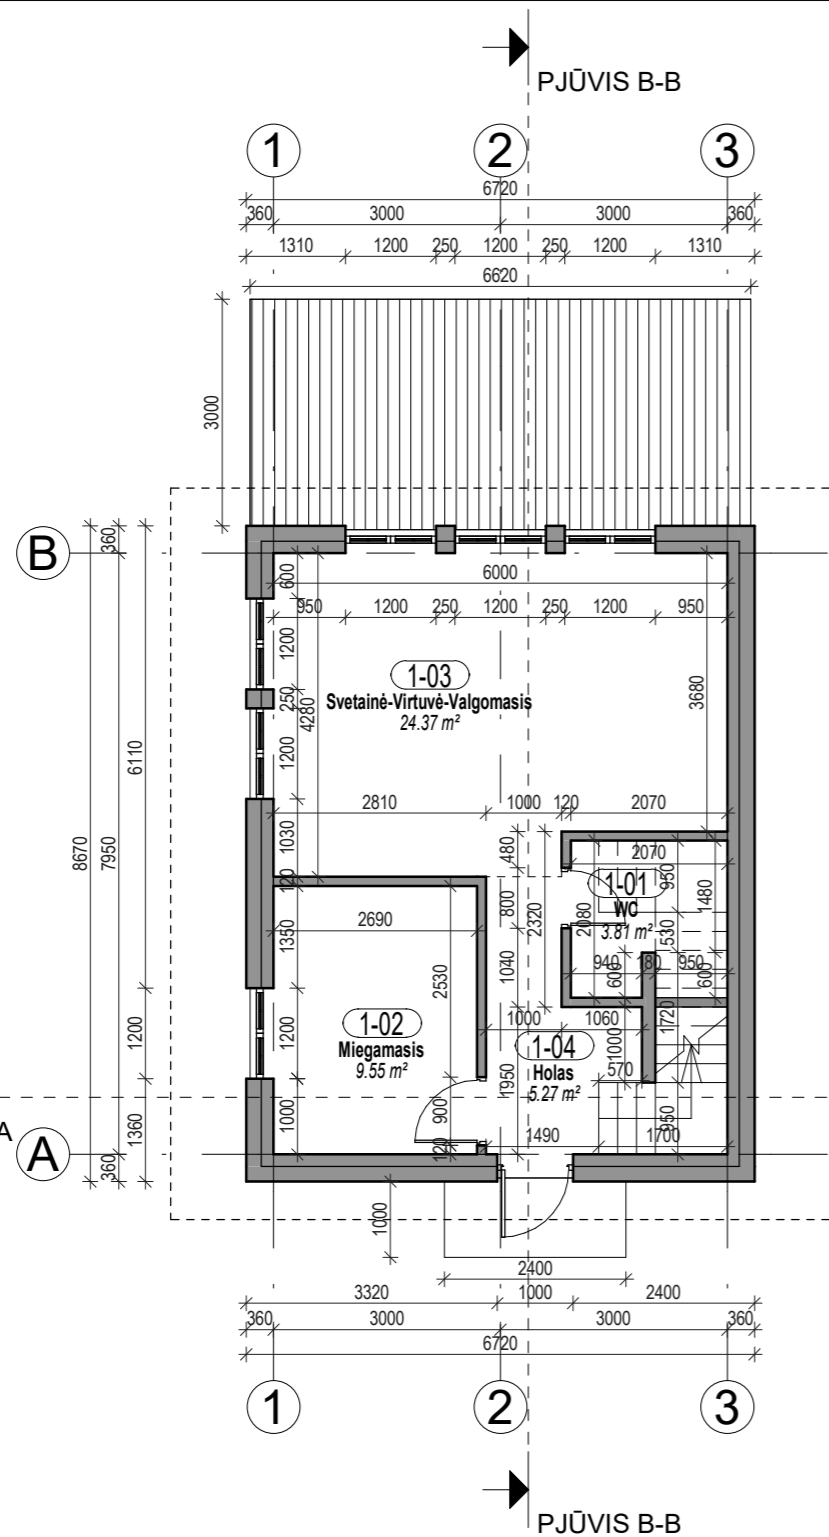 PJŪVIS B-B
1 2 3
6720
360 3000 3000 360
1310 1200 250 1200 250 1200 1310
6620
3000
B
360
600
6000
950 1200 250 1200 250 1200 950
1200
1-03
Svetainė-Virtuvė-Valgomasis
24.37 m²
250
4280
3680
6110
1200
2810 1000 120 2070
8670
7950
1030
480
2070
120
1-01
WC
3.81 m²
950
1480
800
2320
2080
530
1350
2690
2530
1040
940 180 950
600
600
1200
1-02
Miegamasis
9.55 m²
1000 1060
1720
1-04
Holas
5.27 m²
1000
1200
1950
570
900
950
1000
1360
A
A
120
1490 1700
360
1000
2400
3320 1000 2400
360 3000 3000 360
6720
1 2 3
PJŪVIS B-B